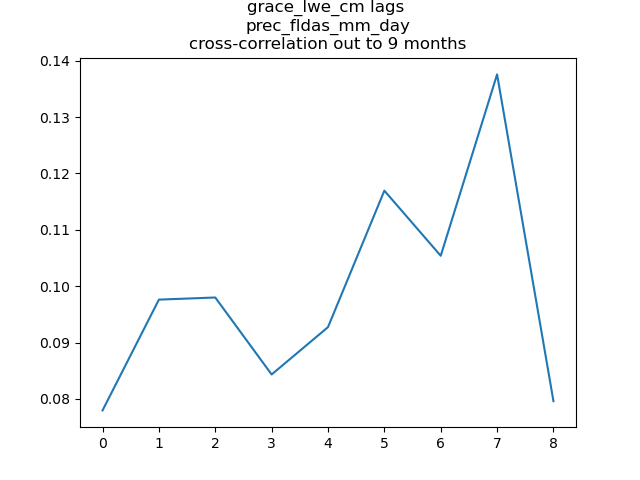 grace_lwe_cm lags
prec_fldas_mm_day
cross-correlation out to 9 months
0.14
0.13
0.12
0.11
0.10
0.09
0.08
0 1 2 3 4 5 6 7 8